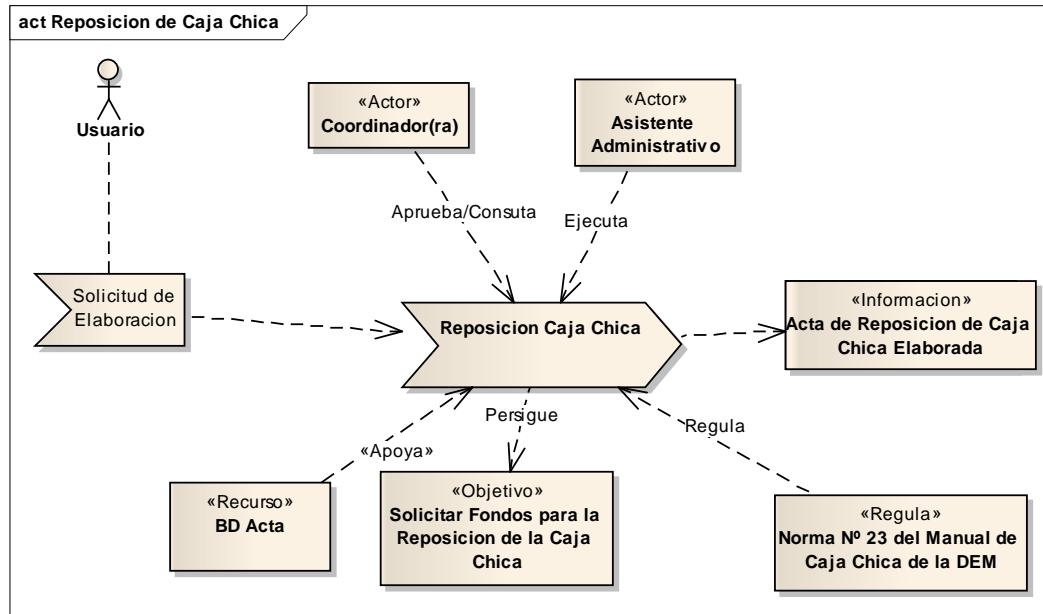 act Reposicion de Caja Chica
Usuario
«Actor»
Coordinador(ra)
«Actor»
Asistente
Administrativo
Aprueba/Consuta
Ejecuta
Solicitud de
Elaboracion
Reposicion Caja Chica
«Informacion»
Acta de Reposicion de Caja
Chica Elaborada
Persigue
Regula
«Apoya»
«Recurso»
BD Acta
«Objetivo»
Solicitar Fondos para la
Reposicion de la Caja
Chica
«Regula»
Norma Nº 23 del Manual de
Caja Chica de la DEM